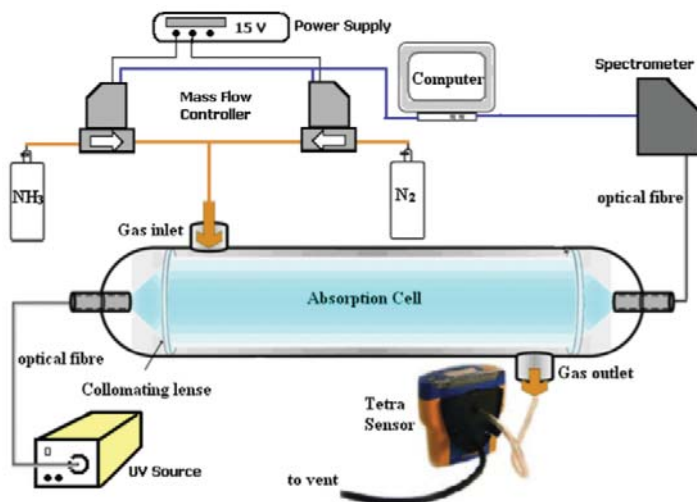 15 V
Power Supply
Computer
Spectrometer
Mass Flow
Controller
NH3
N2
Gas inlet
optical fibre
Absorption Cell
optical fibre
Collomating lense
Gas outlet
Tetra
Sensor
UV Source
to vent